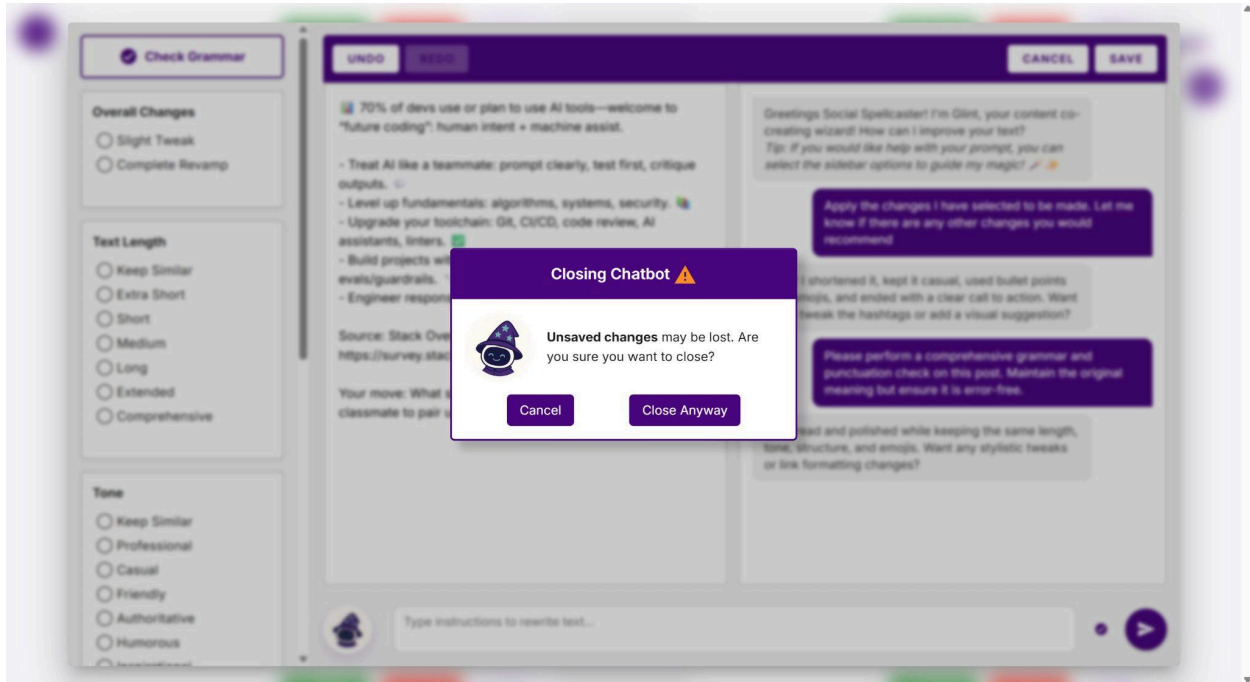 Check Grammar
Overall Changes
Slight Tweak
Complete Revamp
Text Length
Keep Similar
Extra Short
Short
Medium
Long
Extended
Comprehensive
Tone
Keep Similar
Professional
Casual
Friendly
Authoritative
Humorous
Inspirational
UNDO
REDO
CANCEL
SAVE
70% of devs use or plan to use AI tools—welcome to
"future coding": human intent + machine assist.
- Treat AI like a teammate: prompt clearly, test first, critique
outputs.
- Level up fundamentals: algorithms, systems, security.
- Upgrade your toolchain: Git, CI/CD, code review, AI
assistants, linters. ✅
- Build projects
evals/guardrails.
- Engineer
Source: Stack
https://survey.stac
Your move: What
classmate to pair
Greetings Social Spellcaster! I'm Glint, your content co-
creating wizard! How can I improve your text?
Tip: If you would like help with your prompt, you can
select the sidebar options to guide my magic!
Apply the changes I have selected to be made. Let me
know if there are any other changes you would
recommend
I shortened it, kept it casual, used bullet points
and ended with a clear call to action. Want
tweak the hashtags or add a visual suggestion?
Please perform a comprehensive grammar and
punctuation check on this post. Maintain the original
meaning but ensure it is error-free.
and polished while keeping the same length,
tone, structure, and emojis. Want any stylistic tweaks
or link formatting changes?
Closing Chatbot ⚠
Unsaved changes may be lost. Are
you sure you want to close?
Cancel
Close Anyway
Type instructions to rewrite text...